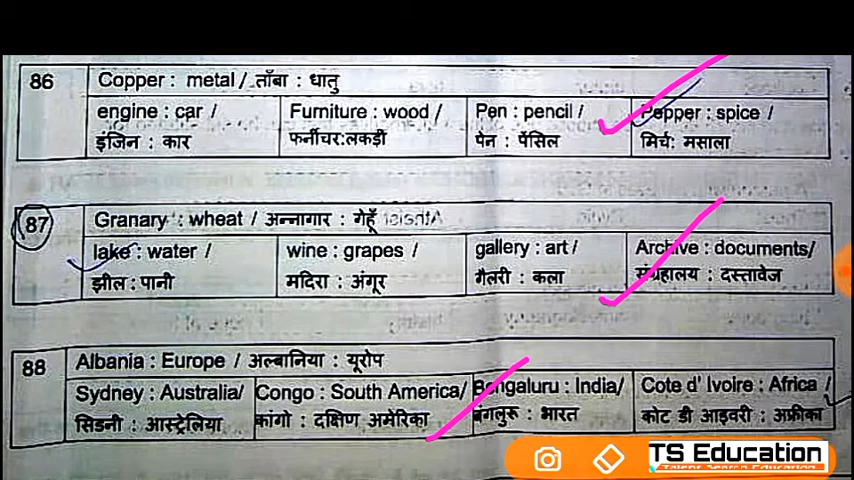 86 Copper : metal / ताँबा : धातु
engine : car / Furniture : wood / Pen : pencil / Pepper : spice /
इंजिन : कार फर्नीचर:लकड़ी पेन : पेंसिल मिर्च: मसाला
87 Granary : wheat / अन्नागार : गेहूँ
lake : water / wine : grapes / gallery : art / Archive : documents/
झील : पानी मदिरा : अंगूर गैलरी : कला संग्रहालय : दस्तावेज
88 Albania : Europe / अल्बानिया : यूरोप
Sydney : Australia/ Congo : South America/ Bengaluru : India/ Cote d' Ivoire : Africa /
सिडनी : आस्ट्रेलिया कांगो : दक्षिण अमेरिका बंगलुरू : भारत कोट डी आइवरी : अफ्रीका
TS Education
Talent Search Education